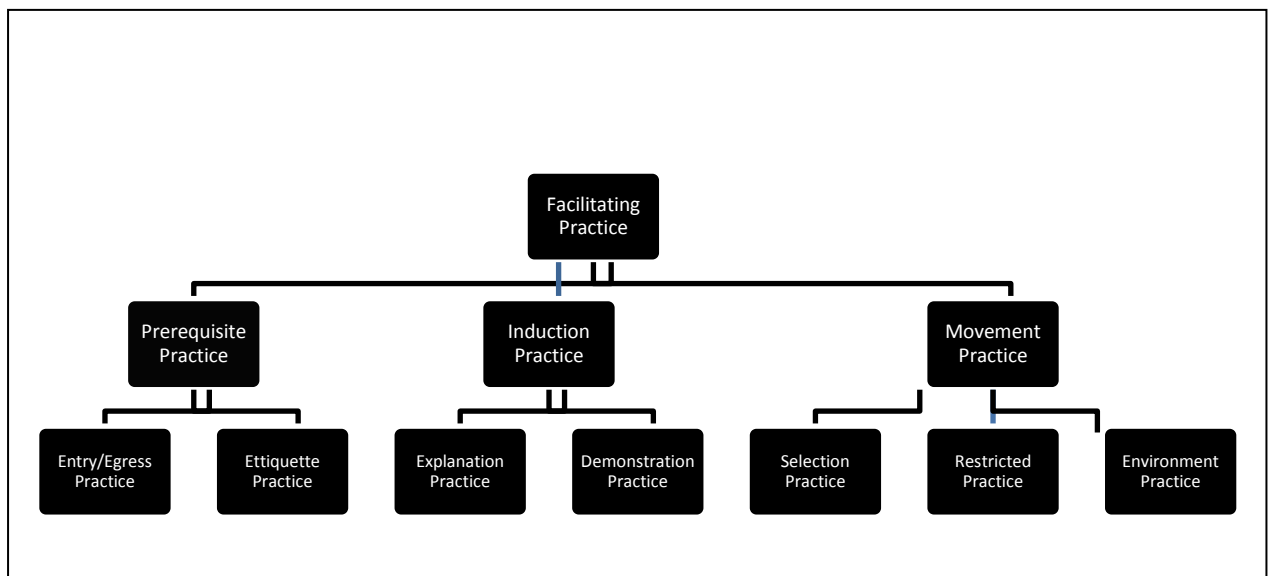 Facilitating
Practice
Prerequisite
Practice
Induction
Practice
Movement
Practice
Entry/Egress
Practice
Ettiquette
Practice
Explanation
Practice
Demonstration
Practice
Selection
Practice
Restricted
Practice
Environment
Practice